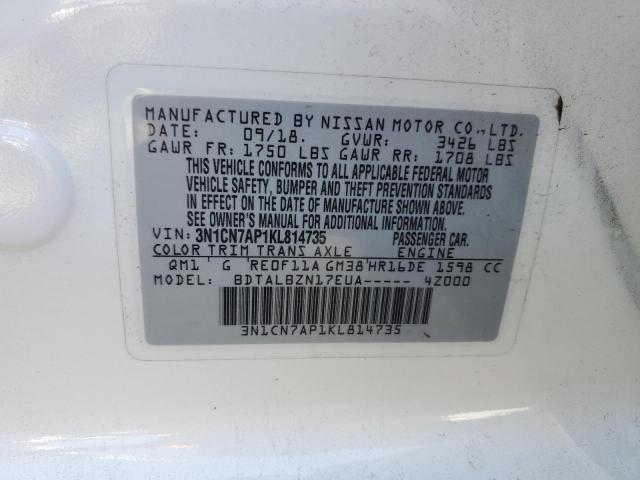 MANUFACTURED BY NISSAN MOTOR CO., LTD.
DATE: 09/18. GVWR: 3426 LBS
GAWR FR: 1750 LBS GAWR RR: 1708 LBS
THIS VEHICLE CONFORMS TO ALL APPLICABLE FEDERAL MOTOR
VEHICLE SAFETY, BUMPER AND THEFT PREVENTION STANDARDS
IN EFFECT ON THE DATE OF MANUFACTURE SHOWN ABOVE.
SEE OWNER'S MANUAL FOR ADDITIONAL INFORMATION.
VIN: 3N1CN7AP1KL814735 PASSENGER CAR.
COLOR TRIM TRANS AXLE ENGINE
QM1 G RE0F11A GM38 HR16DE 1598 CC
MODEL: BDTALBZN17EUA----- 4Z000
3N1CN7AP1KL814735